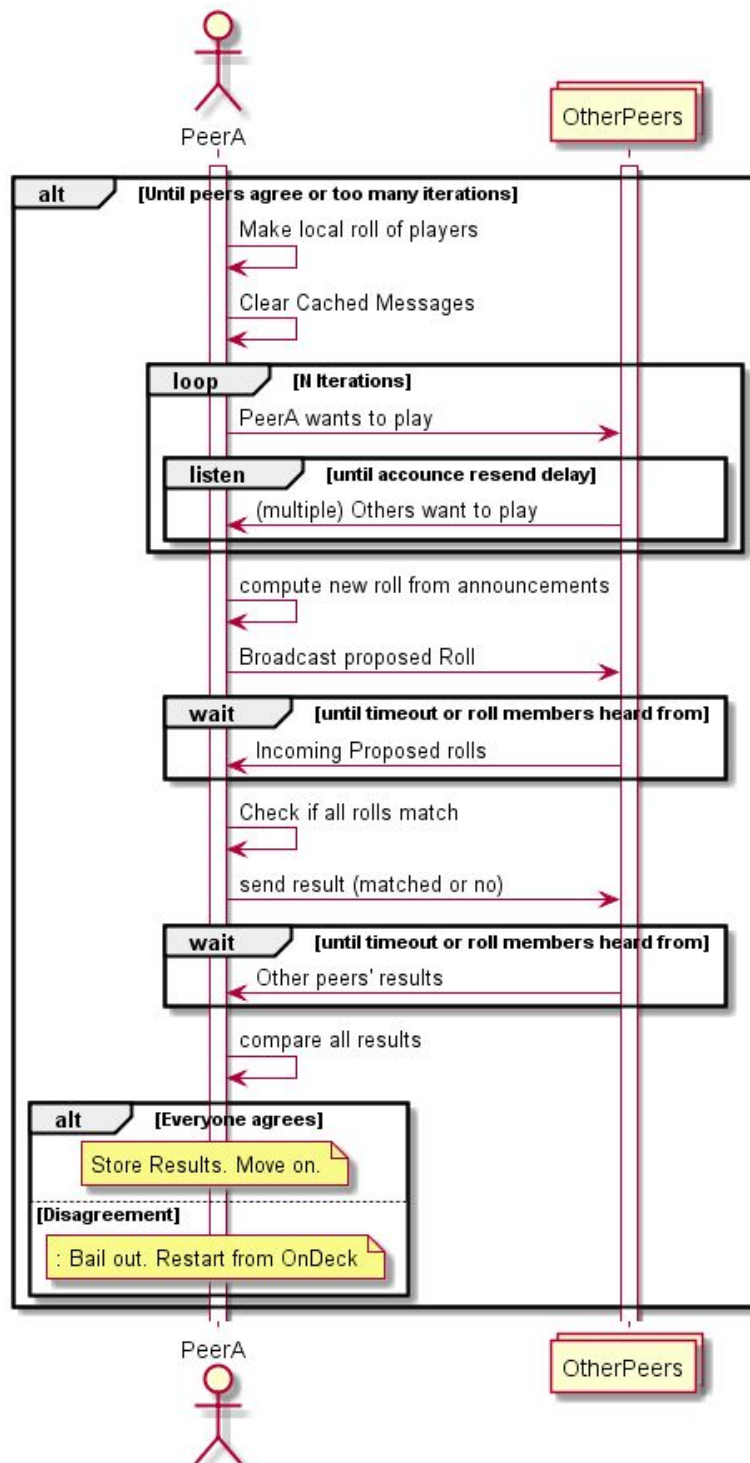 PeerA
OtherPeers
alt [Until peers agree or too many iterations]
Make local roll of players
Clear Cached Messages
loop [N Iterations]
PeerA wants to play
listen [until accounce resend delay]
(multiple) Others want to play
compute new roll from announcements
Broadcast proposed Roll
wait [until timeout or roll members heard from]
Incoming Proposed rolls
Check if all rolls match
send result (matched or no)
wait [until timeout or roll members heard from]
Other peers' results
compare all results
alt [Everyone agrees]
Store Results. Move on.
[Disagreement]
: Bail out. Restart from OnDeck
PeerA
OtherPeers